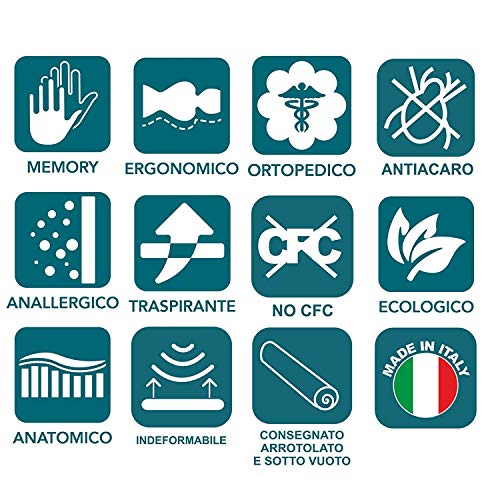 MEMORY
ERGONOMICO
ORTOPEDICO
ANTIACARO
CFC
ANALLERGICO
TRASPIRANTE
NO CFC
ECOLOGICO
MADE IN ITALY
ANATOMICO
INDEFORMABILE
CONSEGNATO
ARROTOLATO
E SOTTO VUOTO